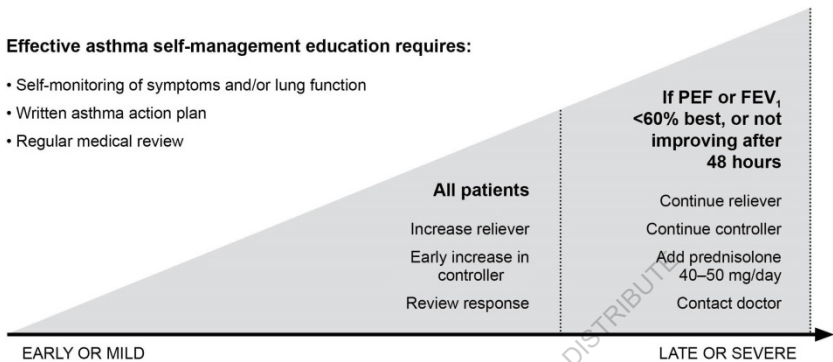 Effective asthma self-management education requires:
• Self-monitoring of symptoms and/or lung function
• Written asthma action plan
• Regular medical review
All patients
Increase reliever
Early increase in
controller
Review response
If PEF or FEV₁
<60% best, or not
improving after
48 hours
Continue reliever
Continue controller
Add prednisolone
40–50 mg/day
Contact doctor
DISTRIBUTE
EARLY OR MILD
LATE OR SEVERE